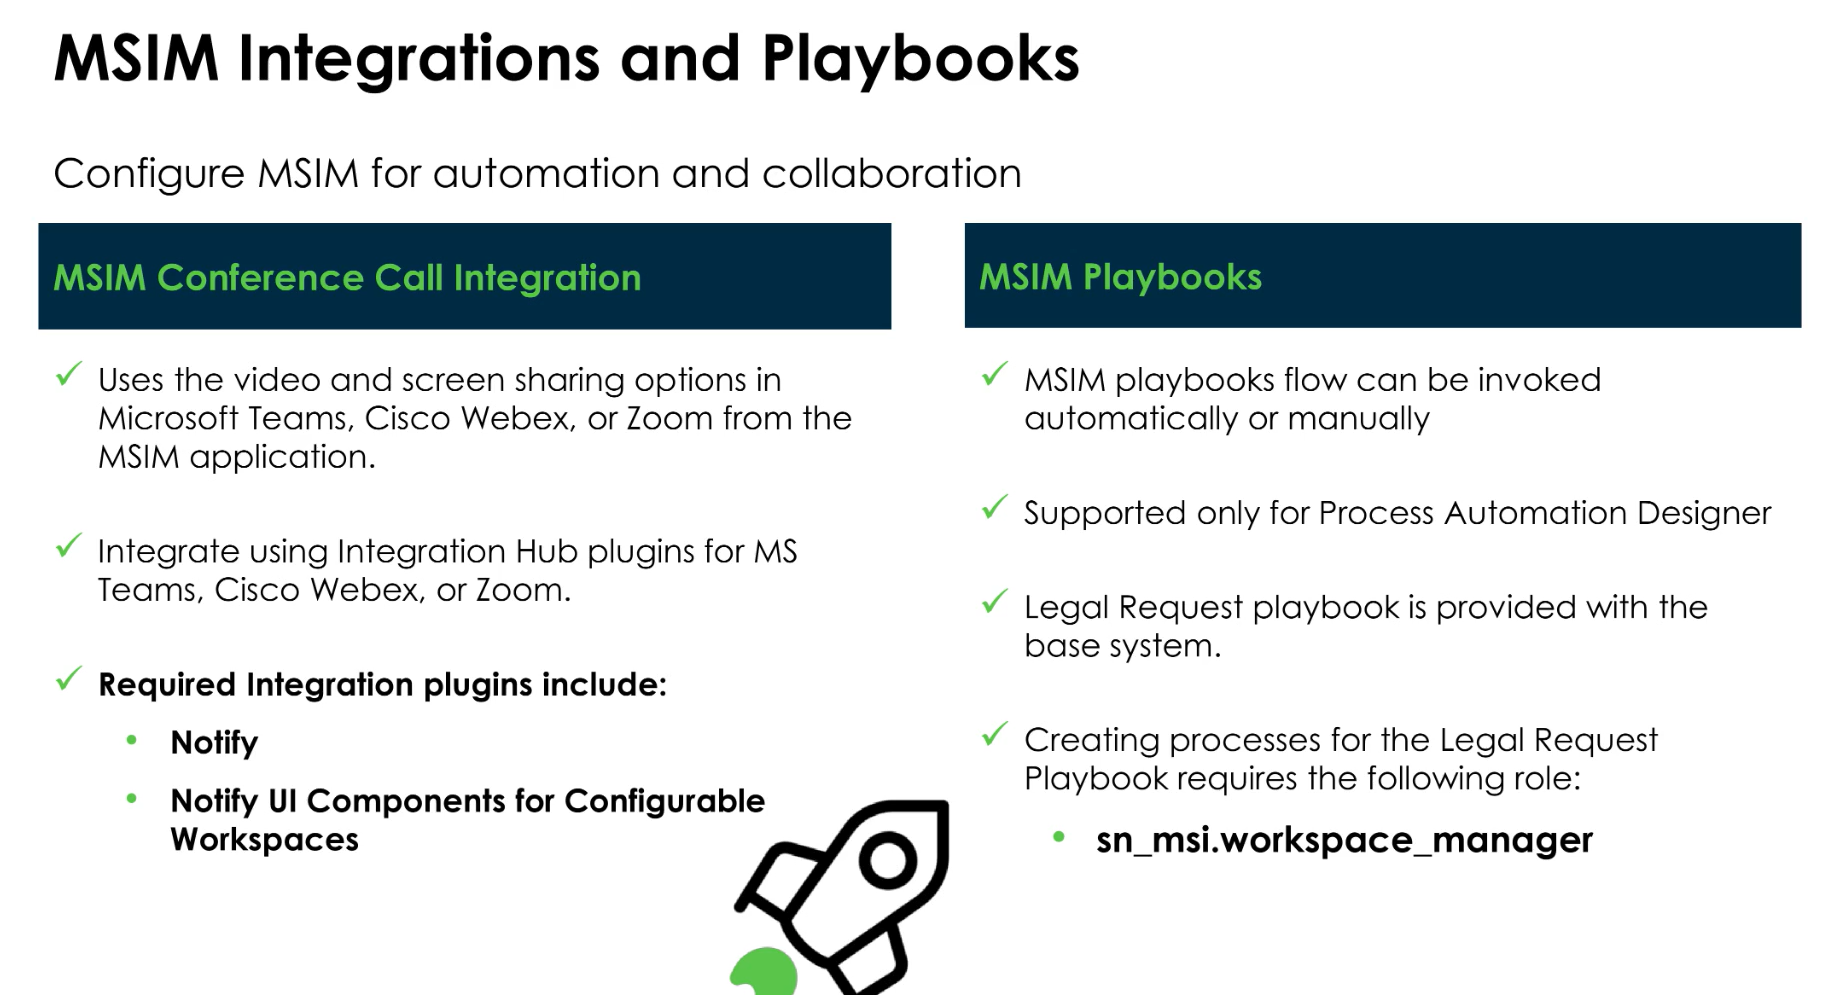 MSIM Integrations and Playbooks
Configure MSIM for automation and collaboration
MSIM Conference Call Integration
✓ Uses the video and screen sharing options in
Microsoft Teams, Cisco Webex, or Zoom from the
MSIM application.
✓ Integrate using Integration Hub plugins for MS
Teams, Cisco Webex, or Zoom.
✓ Required Integration plugins include:
• Notify
• Notify UI Components for Configurable
Workspaces
MSIM Playbooks
✓ MSIM playbooks flow can be invoked
automatically or manually
✓ Supported only for Process Automation Designer
✓ Legal Request playbook is provided with the
base system.
✓ Creating processes for the Legal Request
Playbook requires the following role:
• sn_msi.workspace_manager